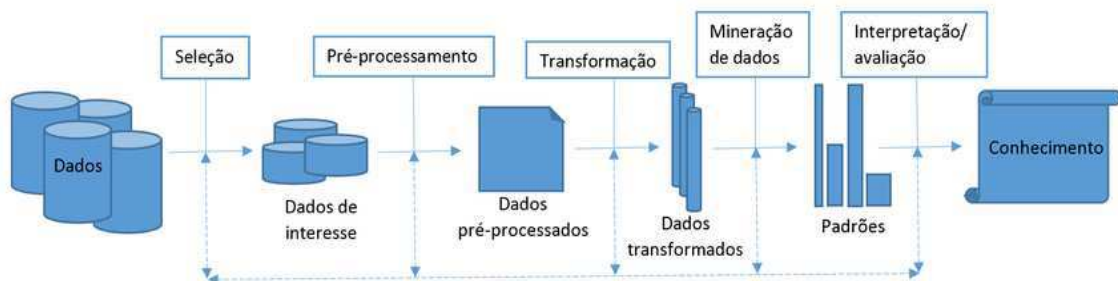 Seleção
Pré-processamento
Transformação
Mineração
de dados
Interpretação/
avaliação
Dados
Dados de
interesse
Dados
pré-processados
Dados
transformados
Padrões
Conhecimento